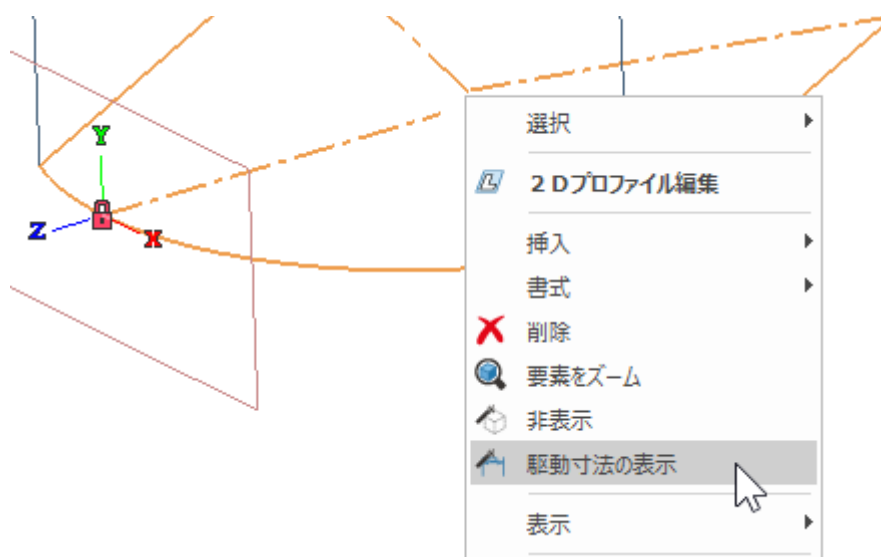 Y
Z
X
選択
２Dプロファイル編集
挿入
書式
削除
要素をズーム
非表示
駆動寸法の表示
表示